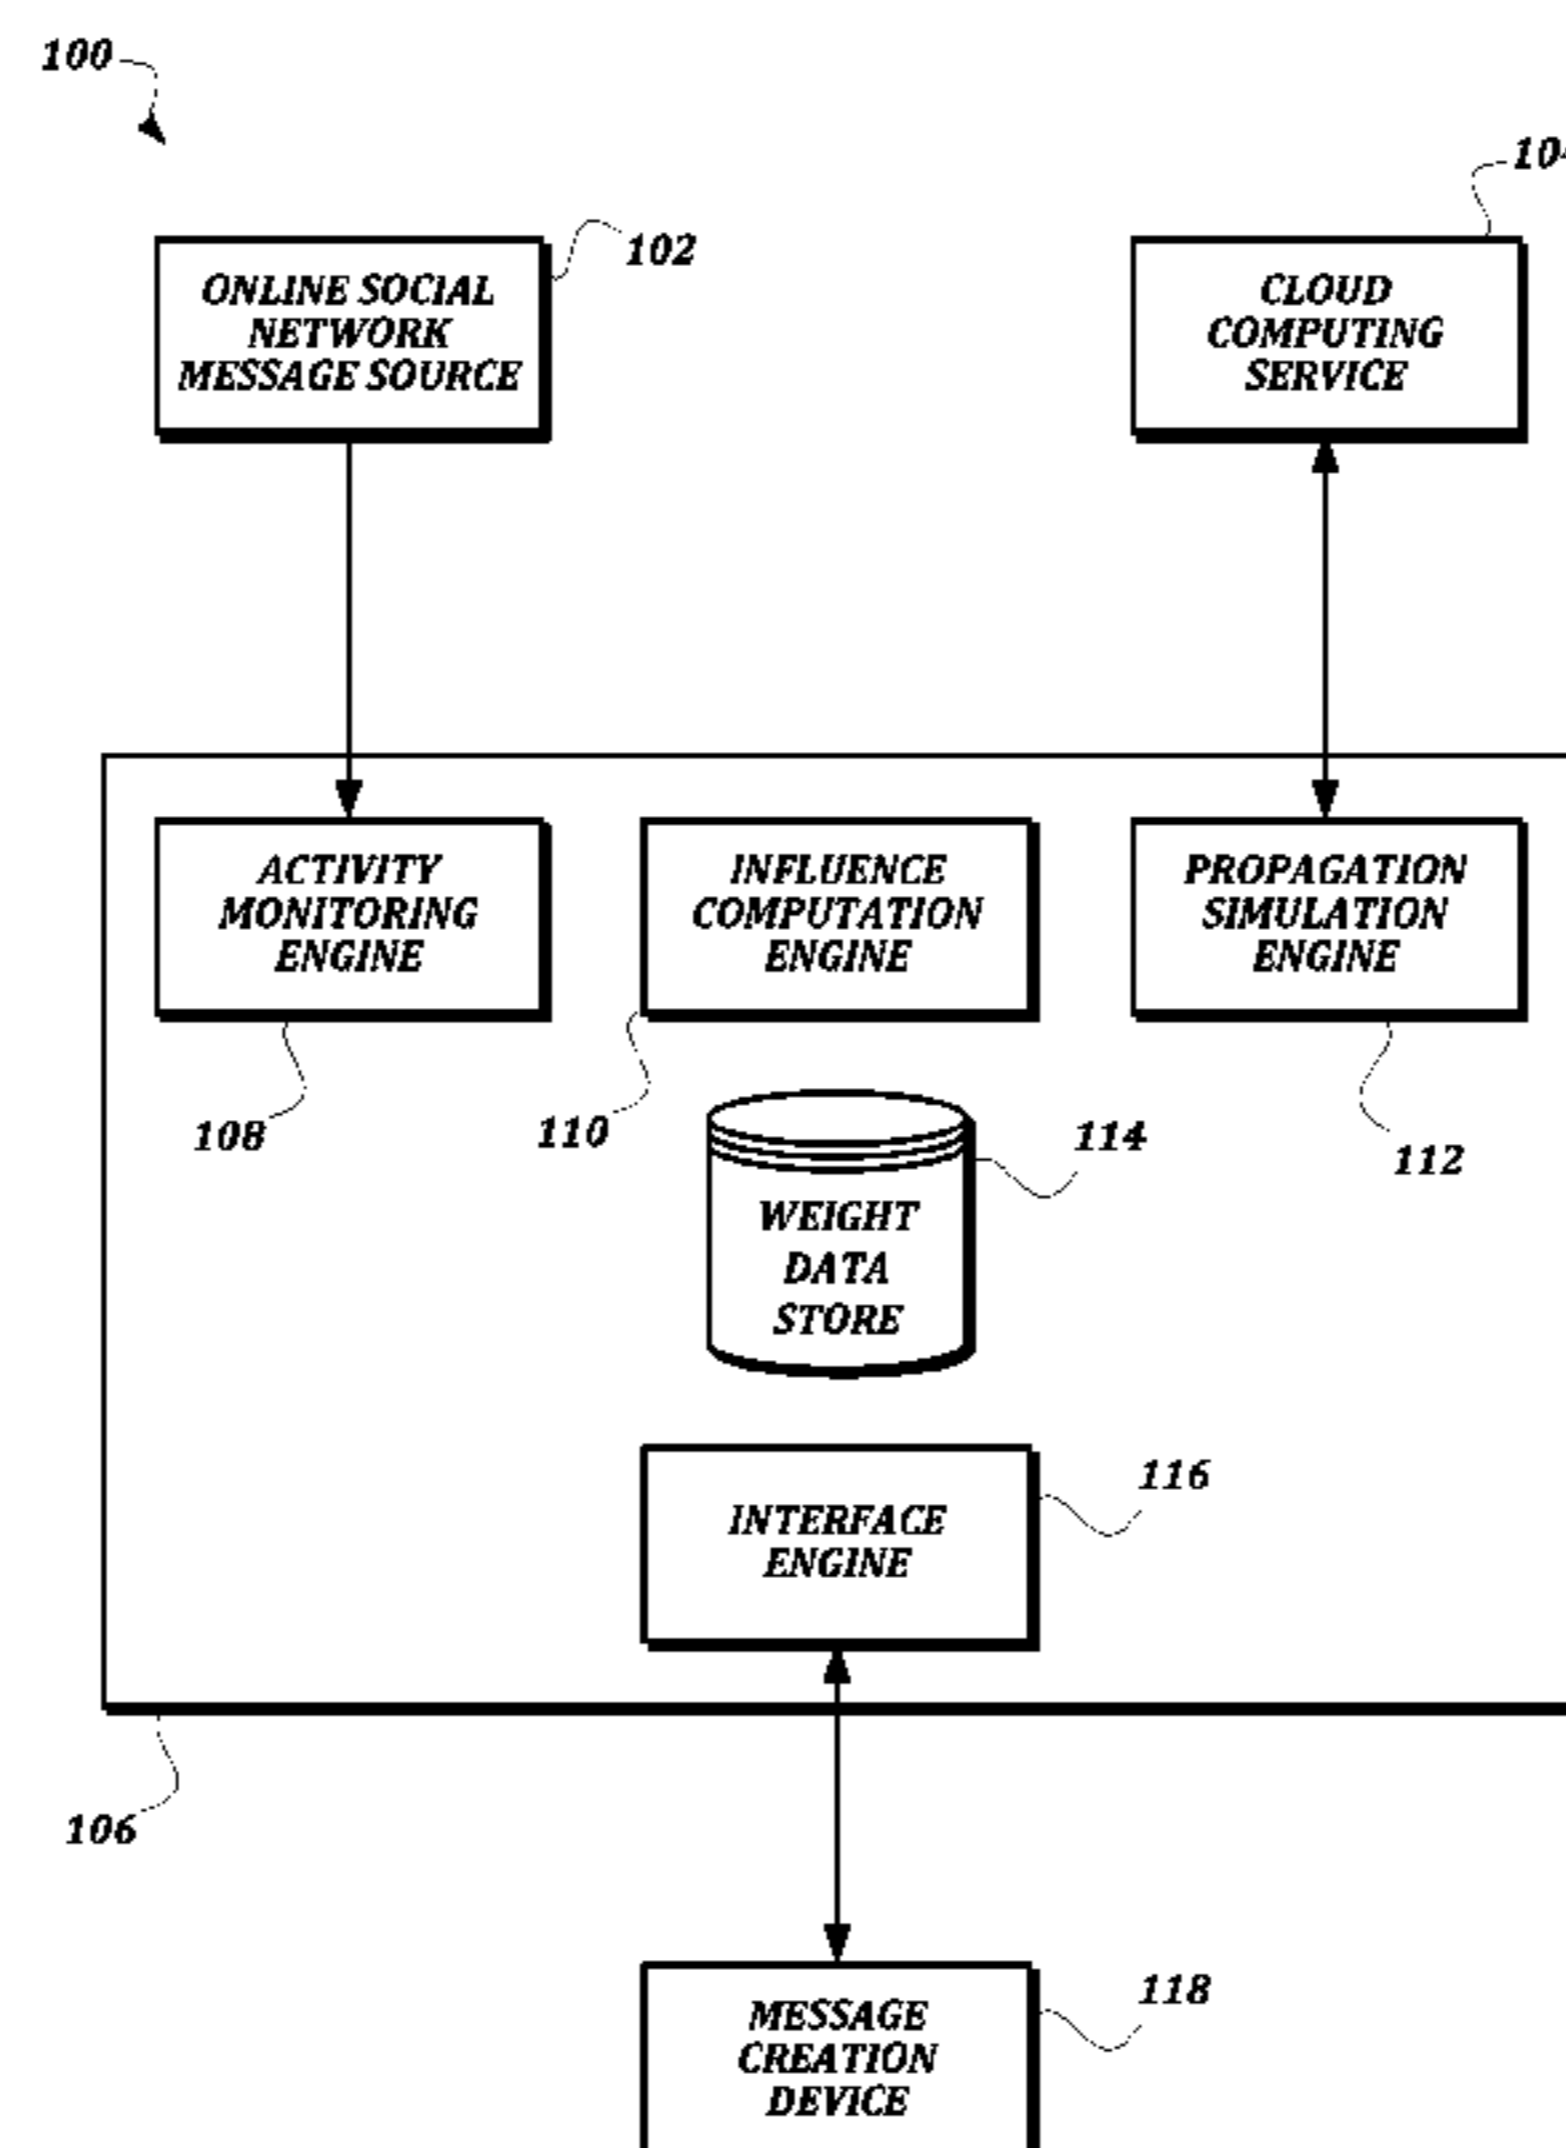 100
102
ONLINE SOCIAL
NETWORK
MESSAGE SOURCE
CLOUD
COMPUTING
SERVICE
ACTIVITY
MONITORING
ENGINE
INFLUENCE
COMPUTATION
ENGINE
PROPAGATION
SIMULATION
ENGINE
108
110
112
114
WEIGHT
DATA
STORE
116
INTERFACE
ENGINE
106
118
MESSAGE
CREATION
DEVICE